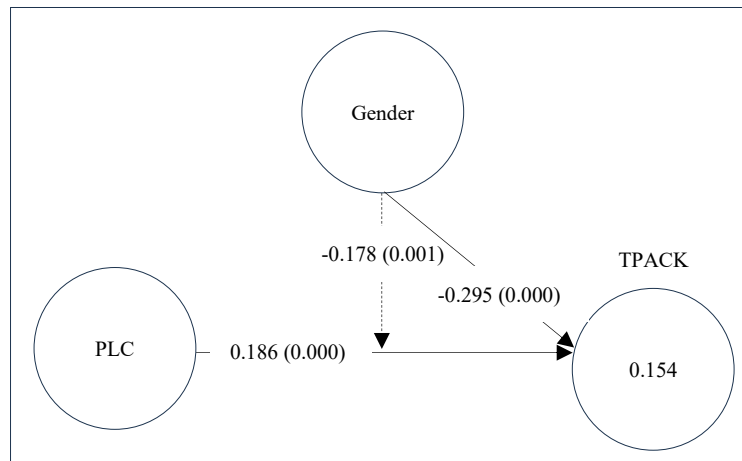 Gender
-0.178 (0.001)
TPACK
-0.295 (0.000)
PLC
0.186 (0.000)
0.154